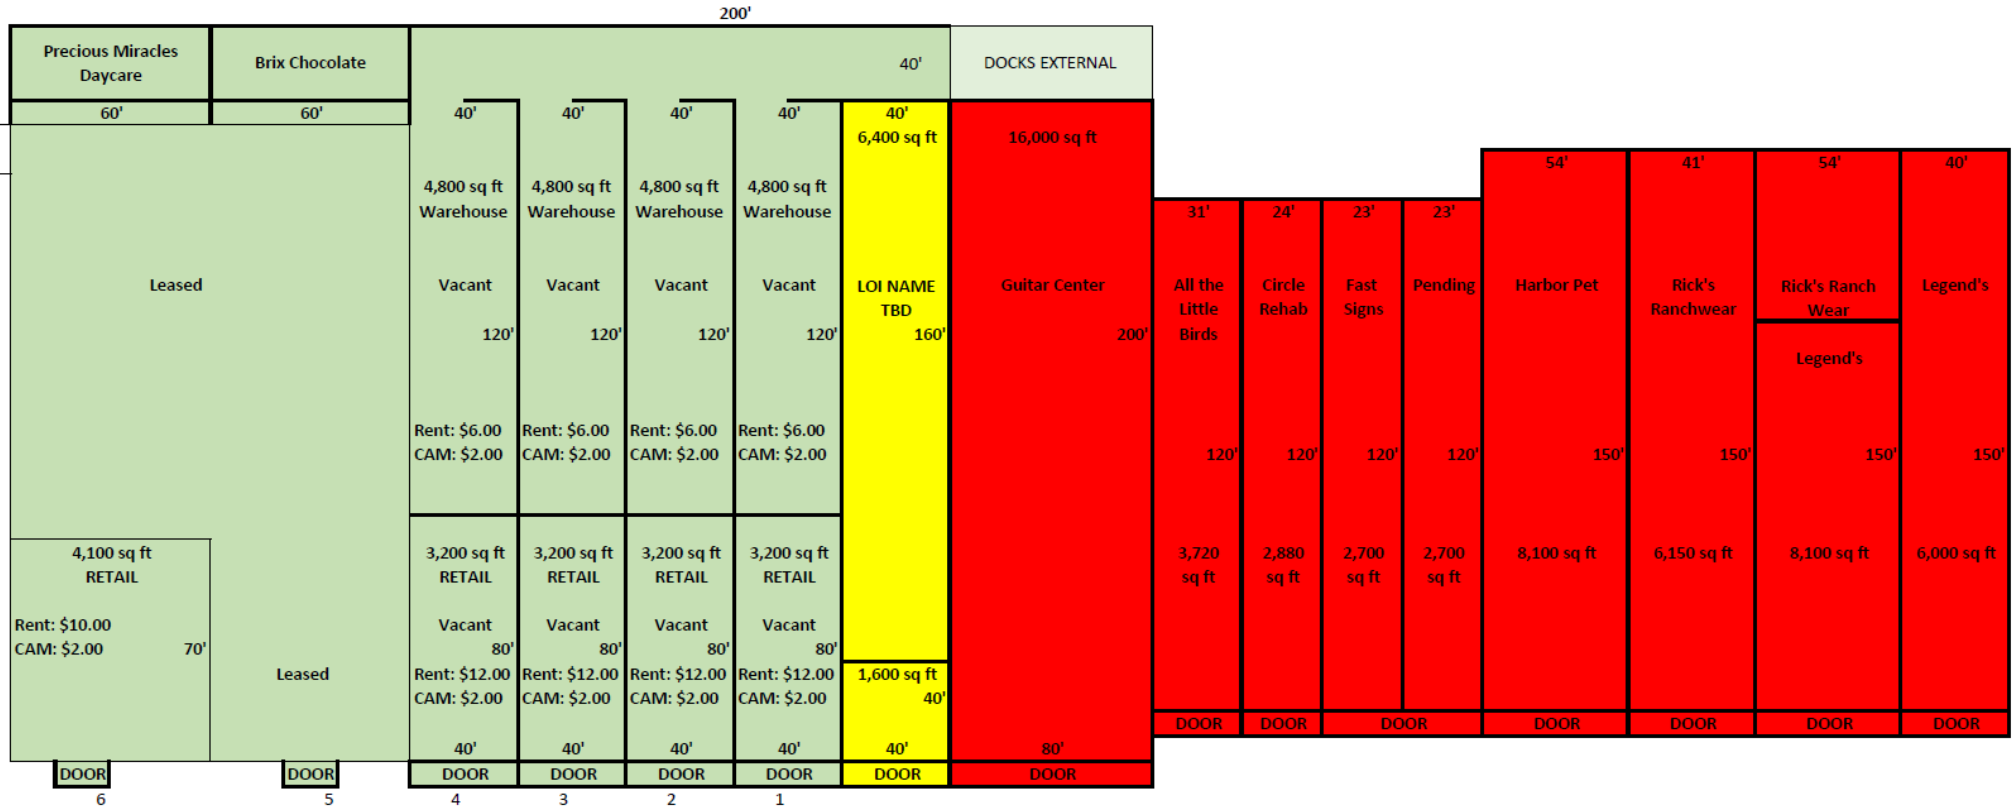 200'
Precious Miracles
Daycare
Brix Chocolate
40'
DOCKS EXTERNAL
60'
60'
40'
40'
40'
40'
40'
6,400 sq ft
16,000 sq ft
54'
41'
54'
40'
4,800 sq ft
Warehouse
4,800 sq ft
Warehouse
4,800 sq ft
Warehouse
4,800 sq ft
Warehouse
31'
24'
23'
23'
Leased
Vacant
Vacant
Vacant
Vacant
LOI NAME
TBD
Guitar Center
All the
Little
Birds
Circle
Rehab
Fast
Signs
Pending
Harbor Pet
Rick's
Ranchwear
Rick's Ranch
Wear
Legend's
120'
120'
120'
120'
160'
200'
Legend's
Rent: $6.00
CAM: $2.00
Rent: $6.00
CAM: $2.00
Rent: $6.00
CAM: $2.00
Rent: $6.00
CAM: $2.00
120'
120'
120'
120'
150'
150'
150'
150'
4,100 sq ft
RETAIL
3,200 sq ft
RETAIL
3,200 sq ft
RETAIL
3,200 sq ft
RETAIL
3,200 sq ft
RETAIL
3,720
sq ft
2,880
sq ft
2,700
sq ft
2,700
sq ft
8,100 sq ft
6,150 sq ft
8,100 sq ft
6,000 sq ft
Rent: $10.00
CAM: $2.00
70'
Vacant
80'
Vacant
80'
Vacant
80'
Vacant
80'
Leased
Rent: $12.00
CAM: $2.00
Rent: $12.00
CAM: $2.00
Rent: $12.00
CAM: $2.00
Rent: $12.00
CAM: $2.00
1,600 sq ft
40'
DOOR
DOOR
DOOR
DOOR
DOOR
DOOR
DOOR
40'
40'
40'
40'
40'
80'
DOOR
DOOR
DOOR
DOOR
DOOR
DOOR
DOOR
DOOR
6
5
4
3
2
1